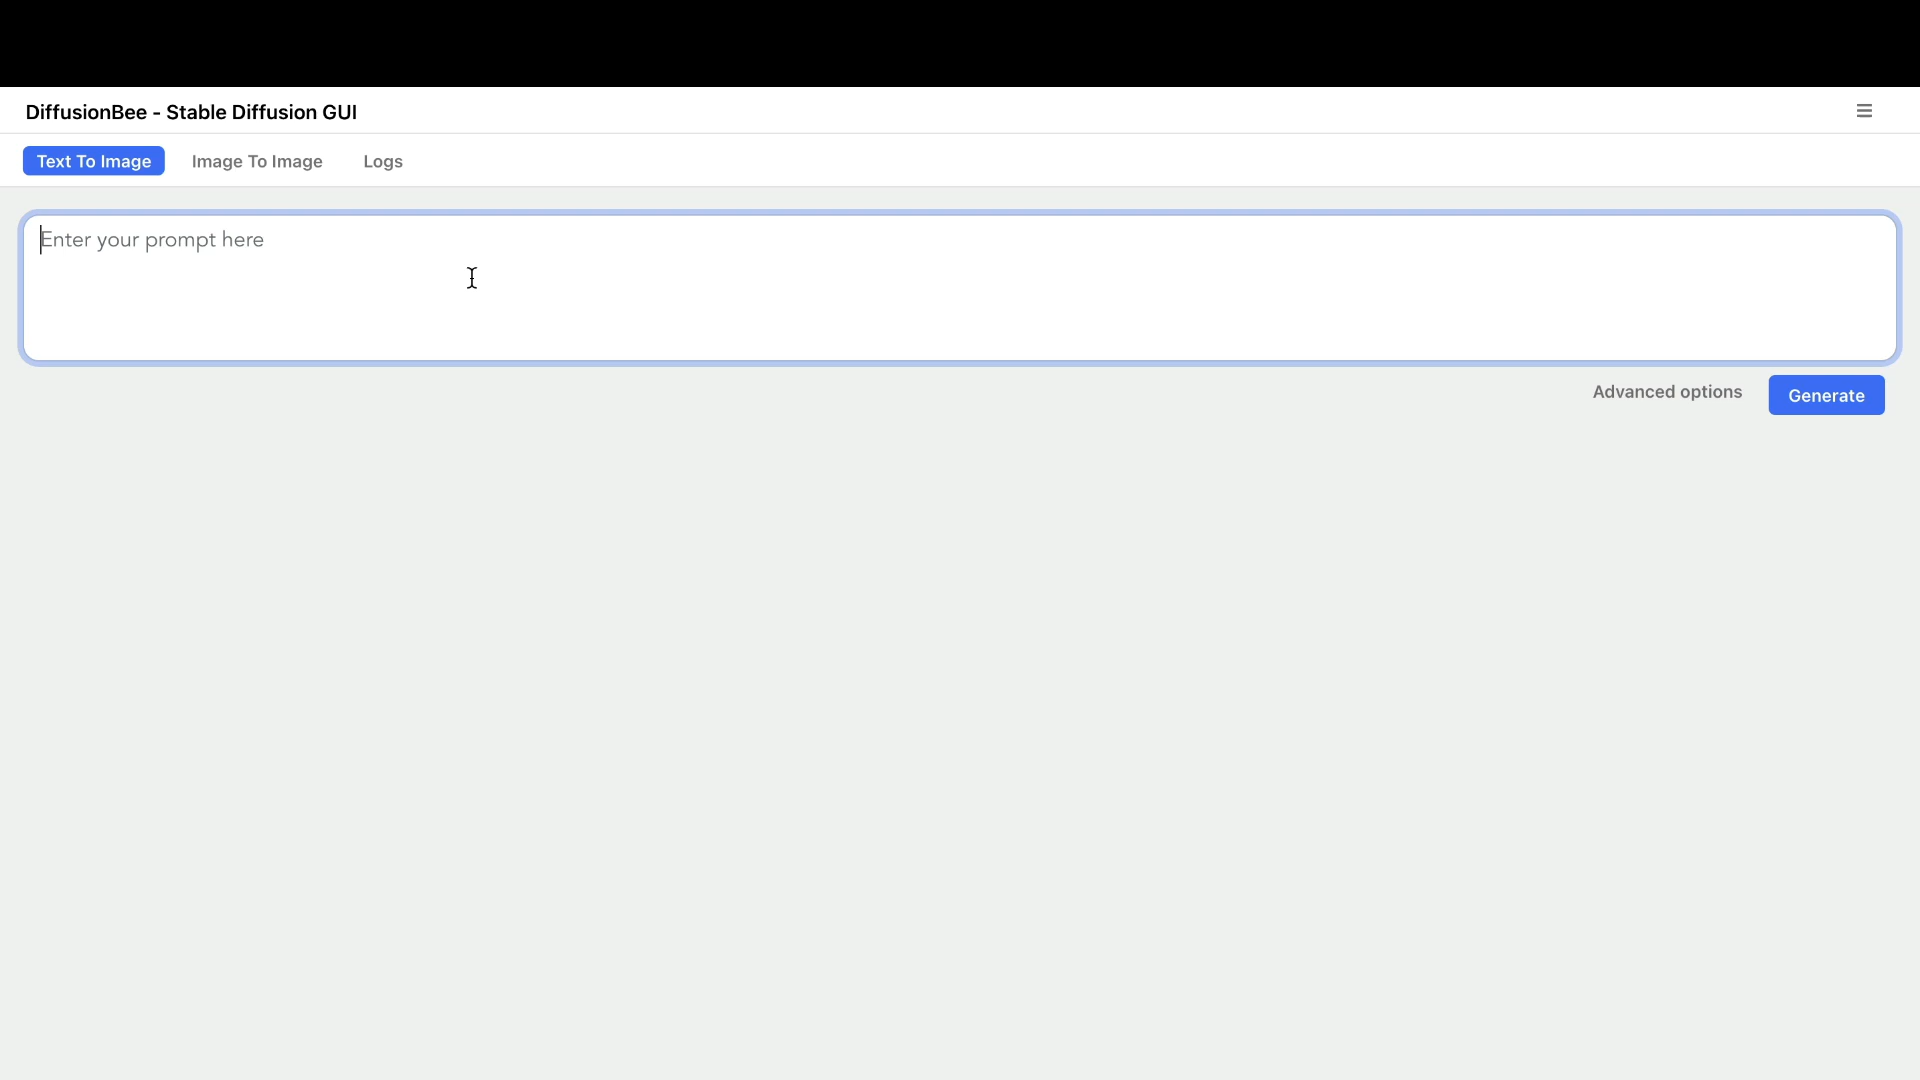 DiffusionBee - Stable Diffusion GUI
Text To Image Image To Image Logs
Enter your prompt here
Advanced options Generate